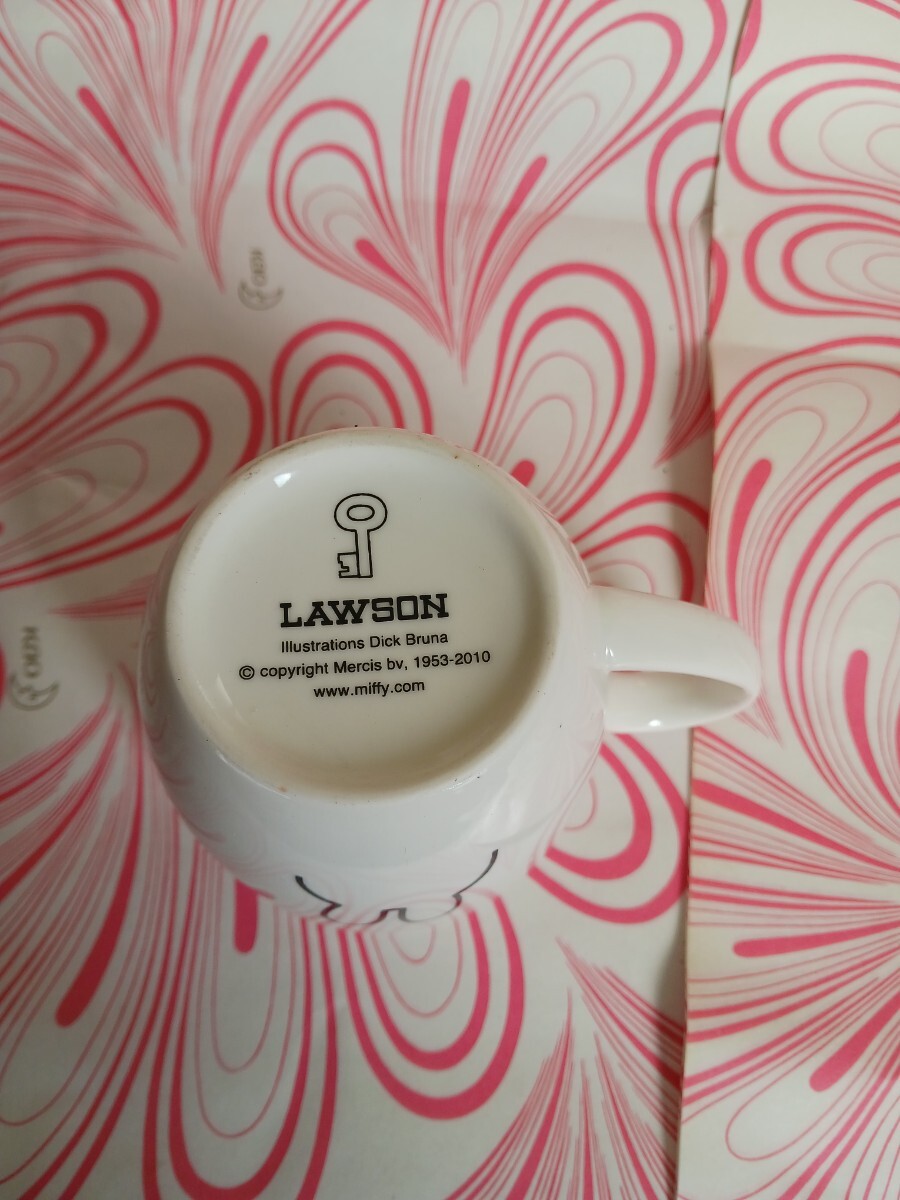 LAWSON
Illustrations Dick Bruna
© copyright Mercis bv, 1953-2010
www.miffy.com